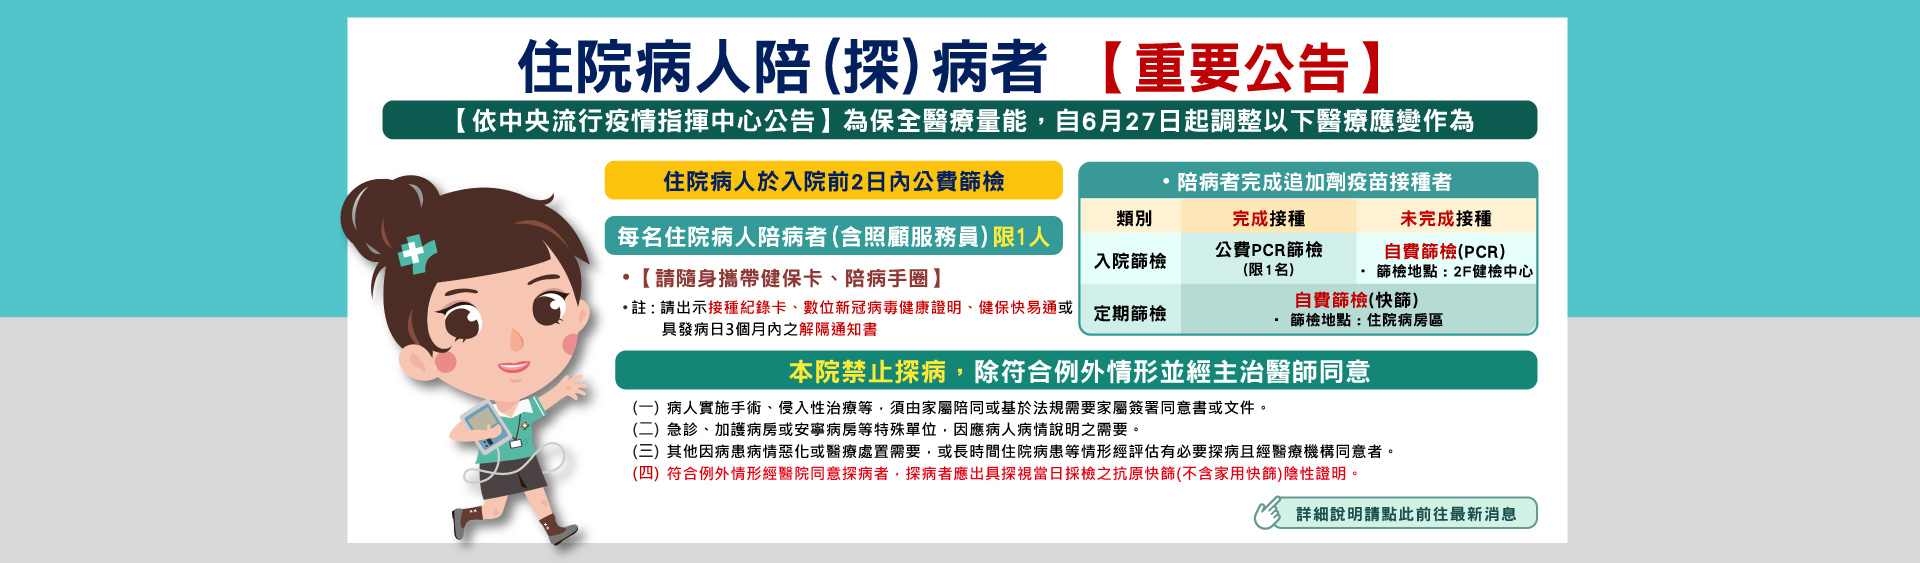 住院病人陪(探)病者 【重要公告】
【依中央流行疫情指揮中心公告】為保全醫療量能，自6月27日起調整以下醫療應變作為
住院病人於入院前2日內公費篩檢
每名住院病人陪病者(含照顧服務員)限1人
•【請隨身攜帶健保卡、陪病手圈】
•註：請出示接種紀錄卡、數位新冠病毒健康證明、健保快易通或
具發病日3個月內之解隔通知書
•陪病者完成追加劑疫苗接種者
類別 完成接種 未完成接種
入院篩檢 公費PCR篩檢 自費篩檢(PCR)
(限1名) • 篩檢地點：2F健檢中心
定期篩檢 自費篩檢(快篩)
• 篩檢地點：住院病房區
本院禁止探病，除符合例外情形並經主治醫師同意
(一) 病人實施手術、侵入性治療等，須由家屬陪同或基於法規需要家屬簽署同意書或文件。
(二) 急診、加護病房或安寧病房等特殊單位，因應病人病情說明之需要。
(三) 其他因病患病情惡化或醫療處置需要，或長時間住院病患等情形經評估有必要探病且經醫療機構同意者。
(四) 符合例外情形經醫院同意探病者，探病者應出具探視當日採檢之抗原快篩(不含家用快篩)陰性證明。
詳細說明請點此前往最新消息